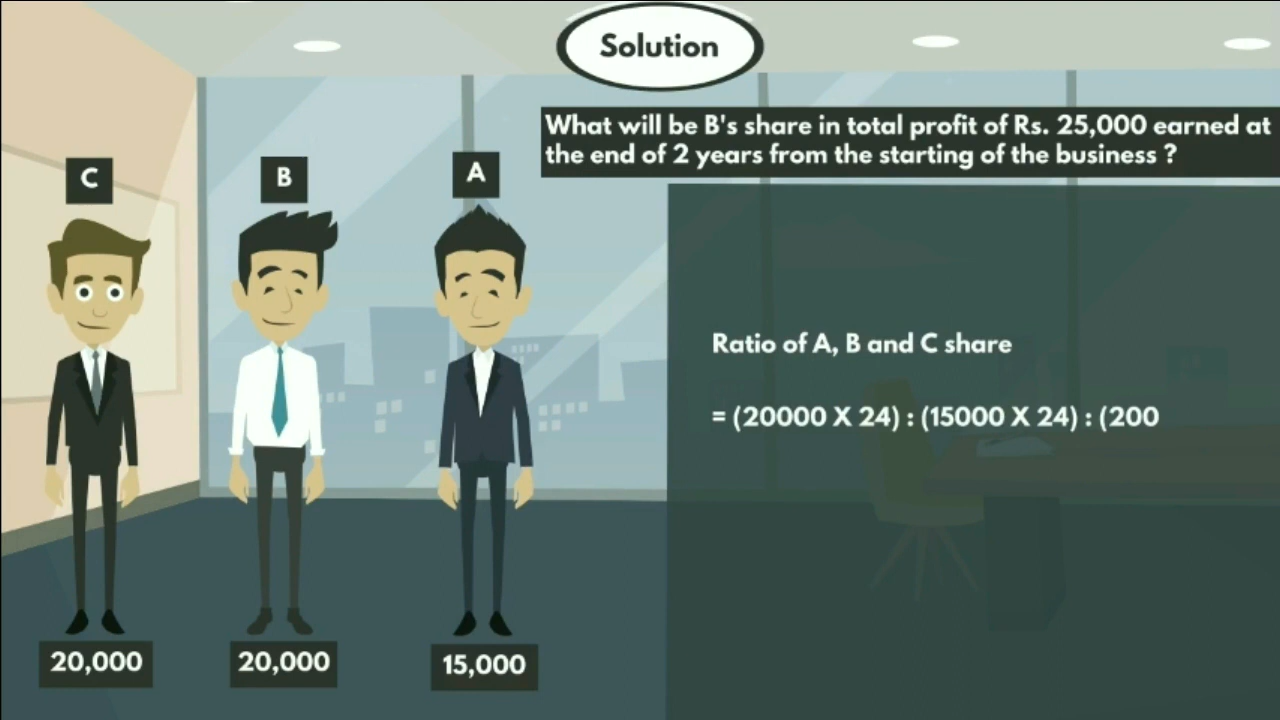 Solution
What will be B's share in total profit of Rs. 25,000 earned at
the end of 2 years from the starting of the business ?
C
B
A
Ratio of A, B and C share
= (20000 X 24) : (15000 X 24) : (200
20,000
20,000
15,000